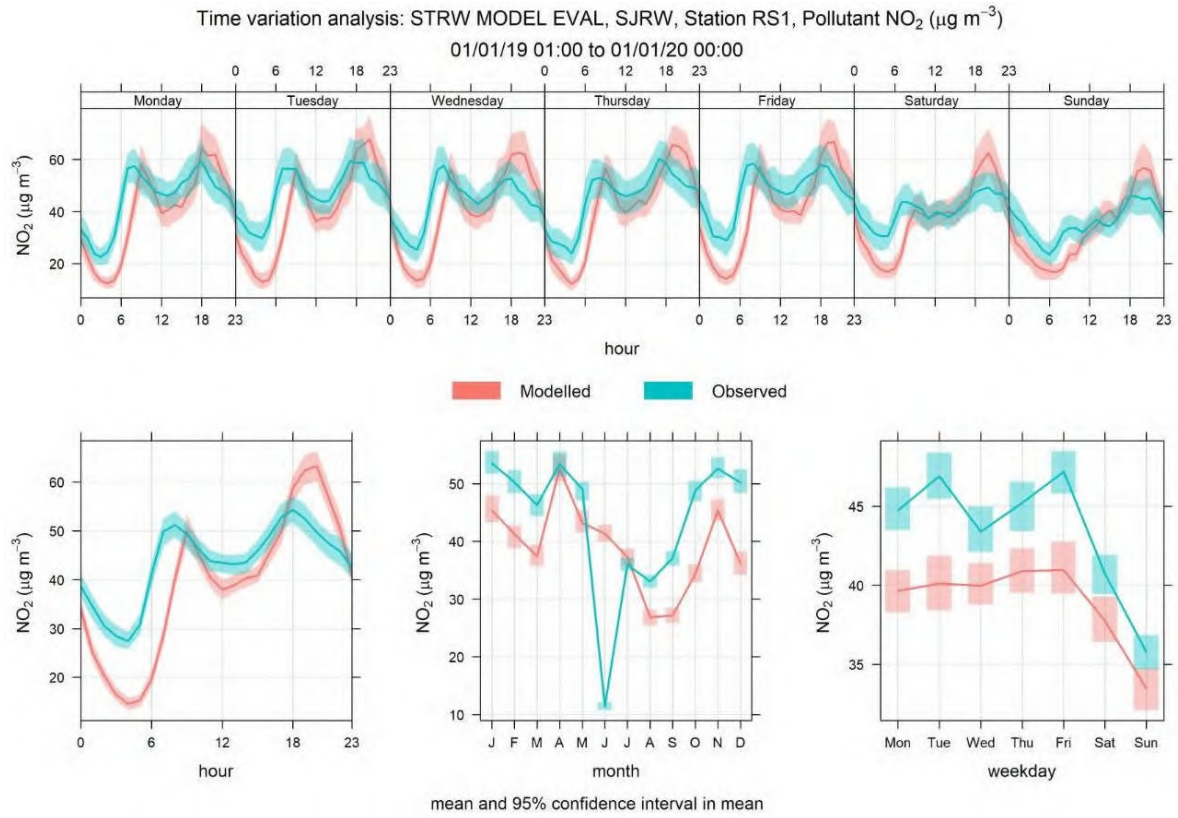 Time variation analysis: STRW MODEL EVAL, SJRW, Station RS1, Pollutant NO₂ (μg m⁻³)
01/01/19 01:00 to 01/01/20 00:00
0 6 12 18 23 0 6 12 18 23 0 6 12 18 23
Monday Tuesday Wednesday Thursday Friday Saturday Sunday
NO₂ (μg m⁻³)
60
40
20
0 6 12 18 23 0 6 12 18 23 0 6 12 18 23 0 6 12 18 23
hour
Modelled Observed
NO₂ (μg m⁻³)
60
50
40
30
20
0 6 12 18 23
hour
J F M A M J J A S O N D
NO₂ (μg m⁻³)
50
40
30
20
10
J F M A M J J A S O N D
month
NO₂ (μg m⁻³)
45
40
35
Mon Tue Wed Thu Fri Sat Sun
weekday
mean and 95% confidence interval in mean